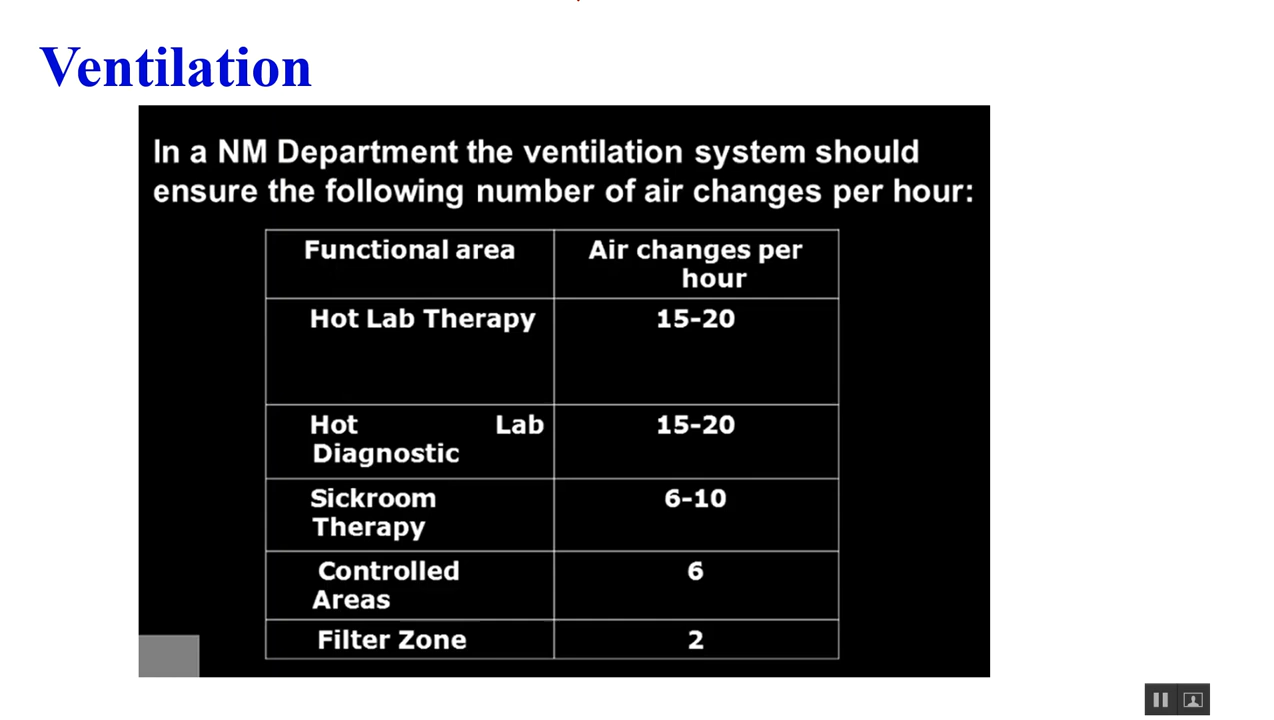 Ventilation
In a NM Department the ventilation system should
ensure the following number of air changes per hour:
Functional area
Air changes per
hour
Hot Lab Therapy
15-20
Hot Lab
Diagnostic
15-20
Sickroom
Therapy
6-10
Controlled
Areas
6
Filter Zone
2